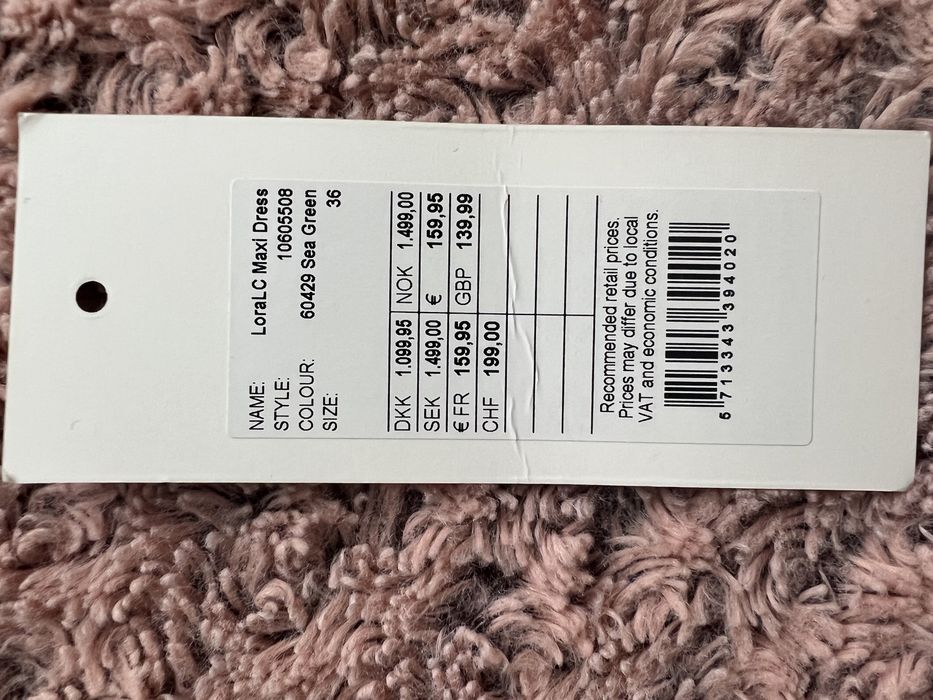 NAME: LoraLC Maxi Dress
STYLE: 10605508
COLOUR: 60429 Sea Green
SIZE: 36
DKK 1.099,95 NOK 1.499,00
SEK 1.499,00 € 159,95
€ FR 159,95 GBP 139,99
CHF 199,00
Recommended retail prices.
Prices may differ due to local
VAT and economic conditions.
5 713343 394020